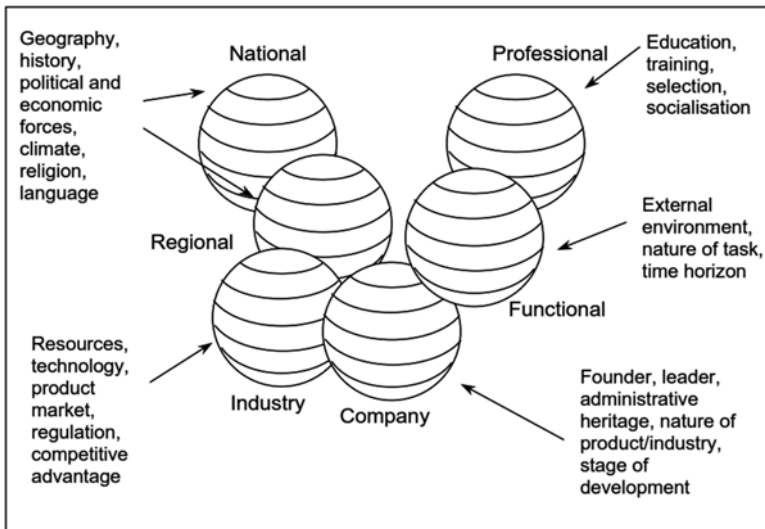 Geography,
history,
political and
economic
forces,
climate,
religion,
language
National
Professional
Education,
training,
selection,
socialisation
Regional
External
environment,
nature of task,
time horizon
Functional
Resources,
technology,
product
market,
regulation,
competitive
advantage
Industry
Company
Founder, leader,
administrative
heritage, nature of
product/industry,
stage of
development